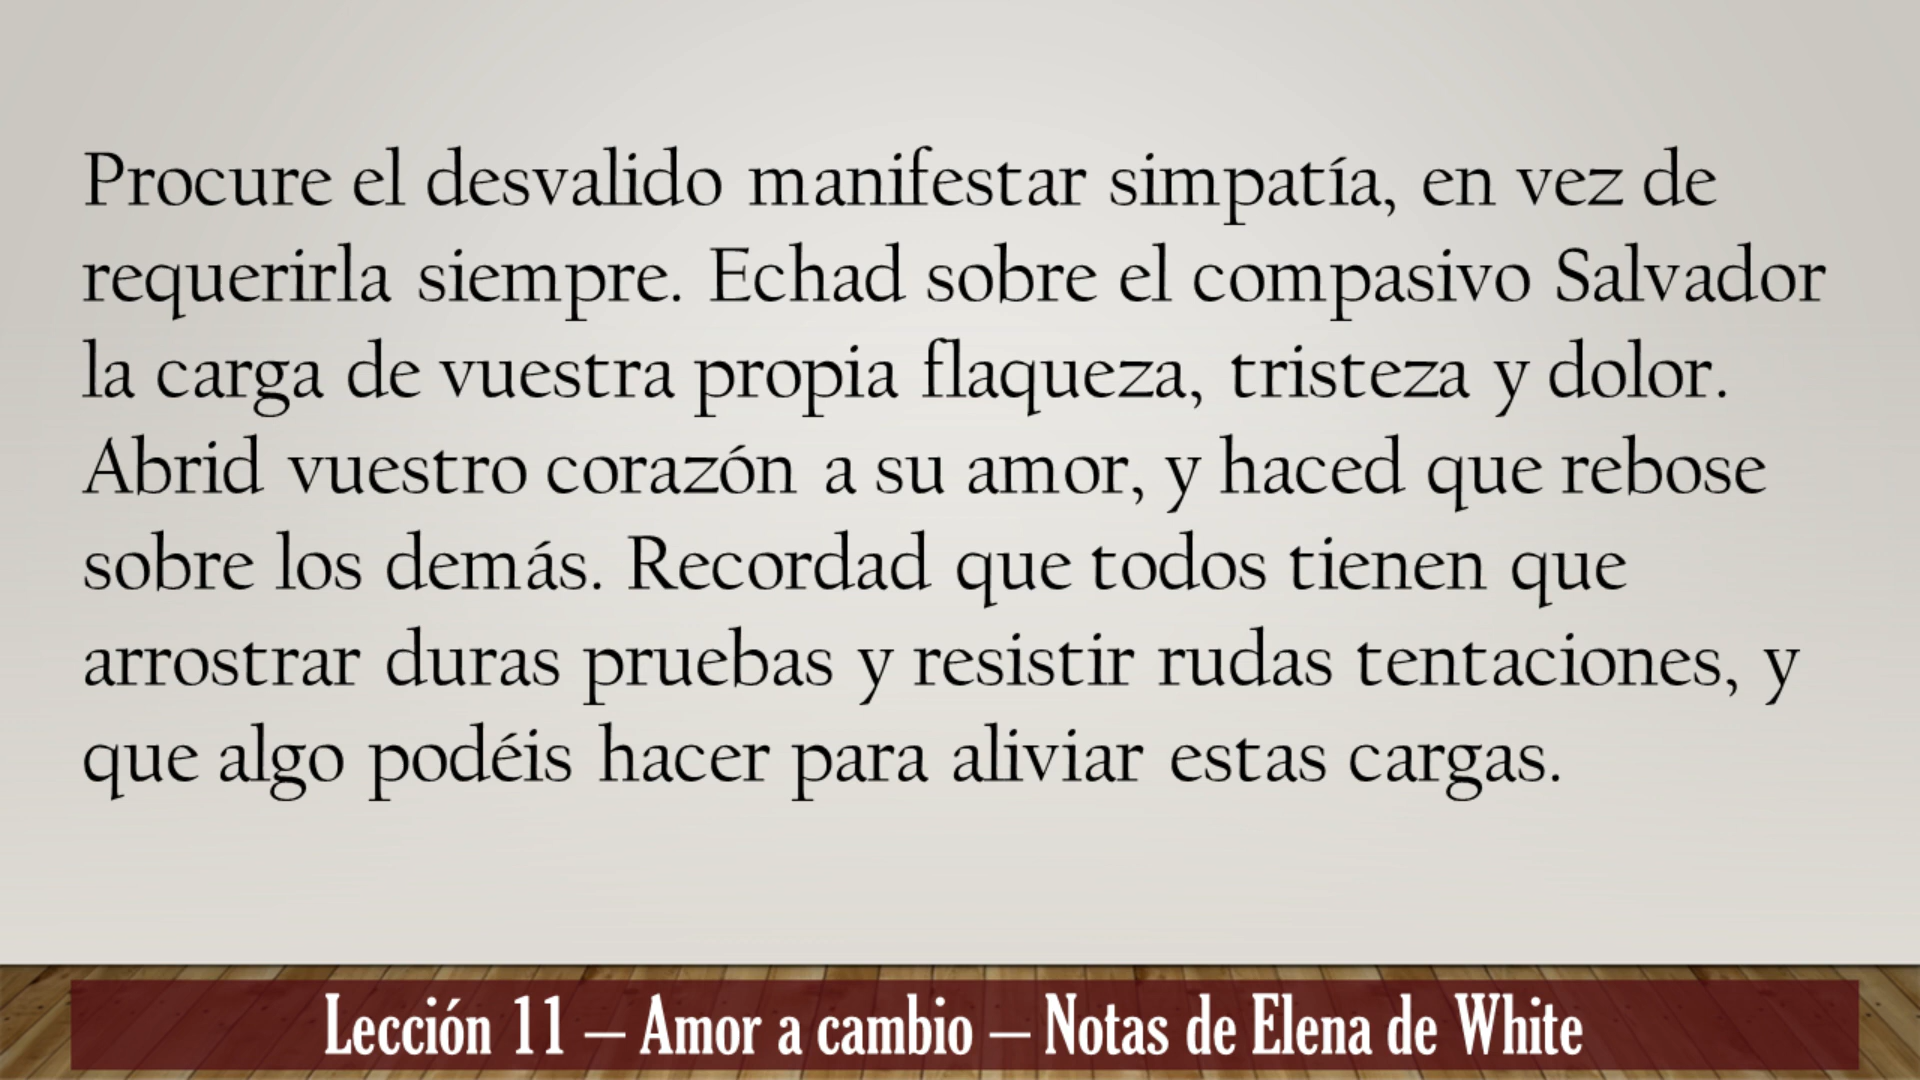 Procure el desvalido manifestar simpatía, en vez de
requerirla siempre. Echad sobre el compasivo Salvador
la carga de vuestra propia flaqueza, tristeza y dolor.
Abrid vuestro corazón a su amor, y haced que rebose
sobre los demás. Recordad que todos tienen que
arrostrar duras pruebas y resistir rudas tentaciones, y
que algo podéis hacer para aliviar estas cargas.
Lección 11 – Amor a cambio – Notas de Elena de White